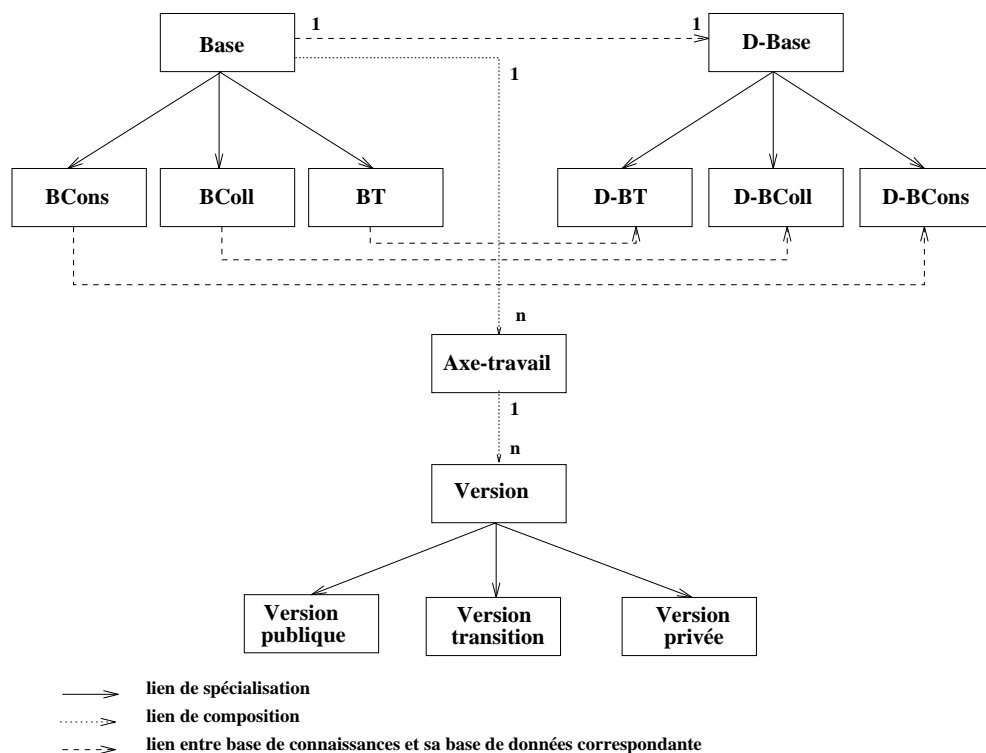 1
1
Base
D-Base
1
BCons
BColl
BT
D-BT
D-BColl
D-BCons
n
Axe-travail
1
n
Version
Version
publique
Version
transition
Version
privée
lien de spécialisation
lien de composition
lien entre base de connaissances et sa base de données correspondante